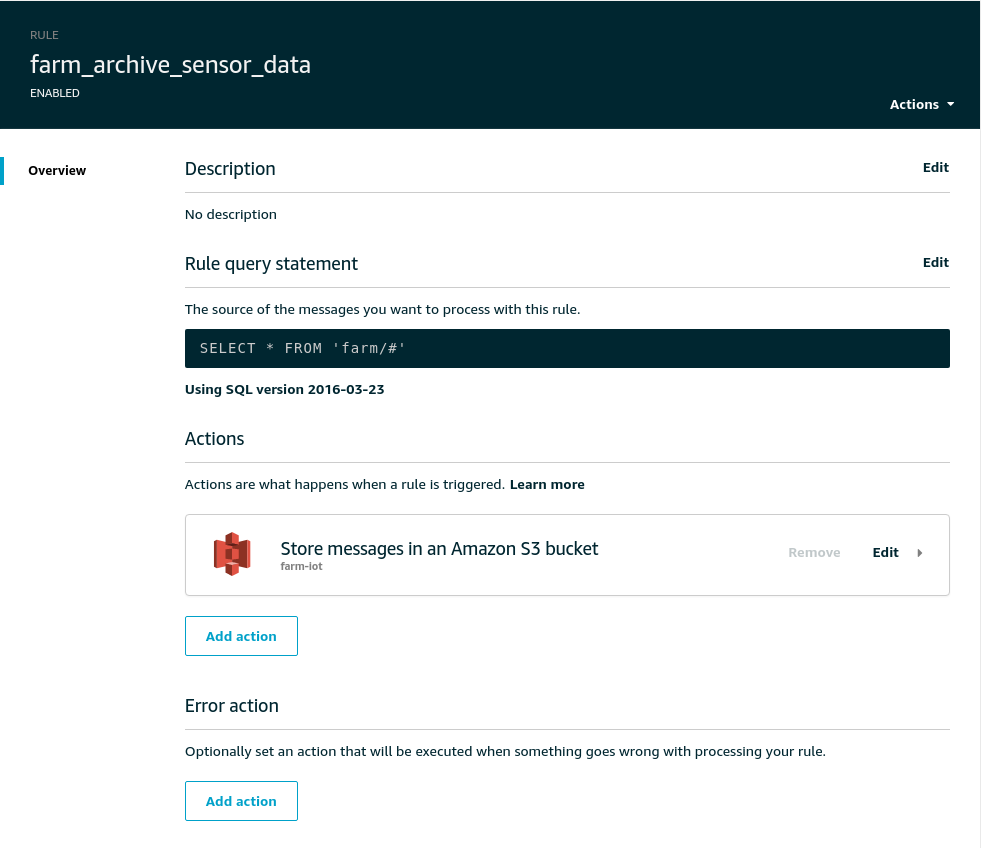 RULE
farm_archive_sensor_data
ENABLED
Actions
Overview
Description
Edit
No description
Rule query statement
Edit
The source of the messages you want to process with this rule.
SELECT * FROM 'farm/#'
Using SQL version 2016-03-23
Actions
Actions are what happens when a rule is triggered. Learn more
Store messages in an Amazon S3 bucket
farm-iot
Remove
Edit
Add action
Error action
Optionally set an action that will be executed when something goes wrong with processing your rule.
Add action